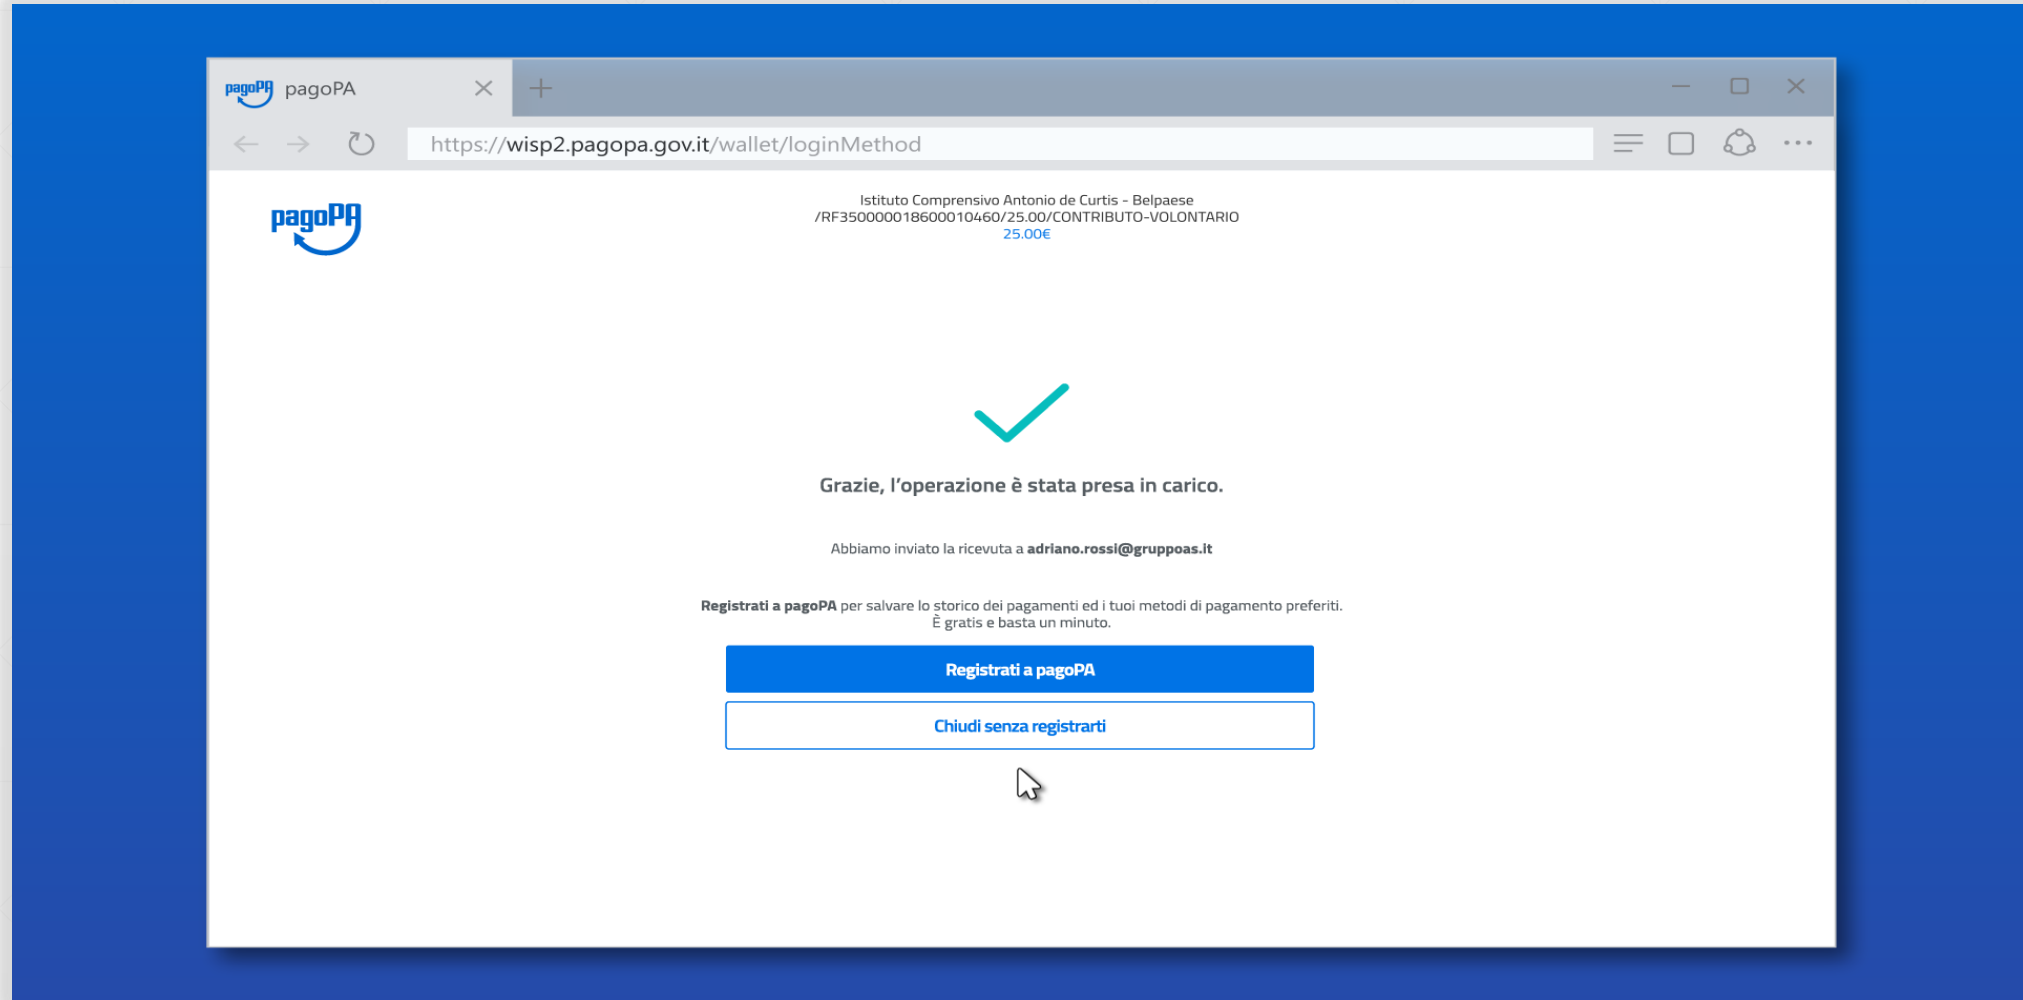 pagoPA pagoPA
https://wisp2.pagopa.gov.it/wallet/loginMethod
pagoPA
Istituto Comprensivo Antonio de Curtis - Belpaese
/RF35000001860001​0460/25.00/CONTRIBUTO-VOLONTARIO
25.00€
Grazie, l'operazione è stata presa in carico.
Abbiamo inviato la ricevuta a adriano.rossi@gruppoas.it
Registrati a pagoPA per salvare lo storico dei pagamenti ed i tuoi metodi di pagamento preferiti.
È gratis e basta un minuto.
Registrati a pagoPA
Chiudi senza registrarti